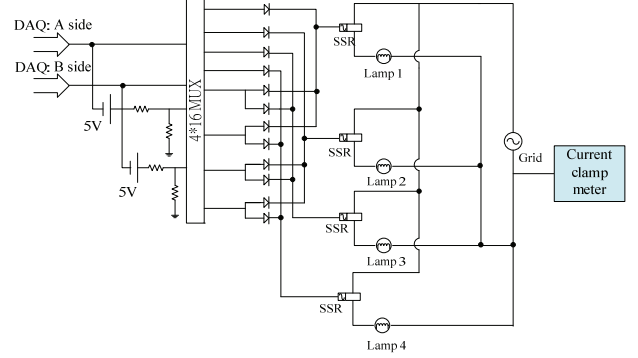 DAQ: A side
DAQ: B side
5V
5V
4*16 MUX
SSR
Lamp 1
SSR
Lamp 2
SSR
Lamp 3
SSR
Lamp 4
Grid
Current
clamp
meter